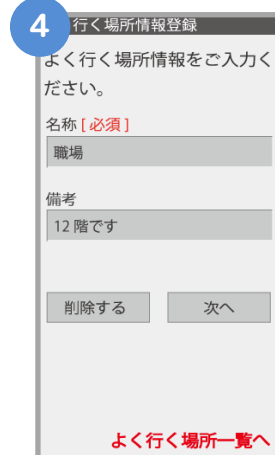 4
行く場所情報登録
よく行く場所情報をご入力く
ださい。
名称 [ 必須 ]
職場
備考
12 階です
削除する
次へ
よく行く場所一覧へ